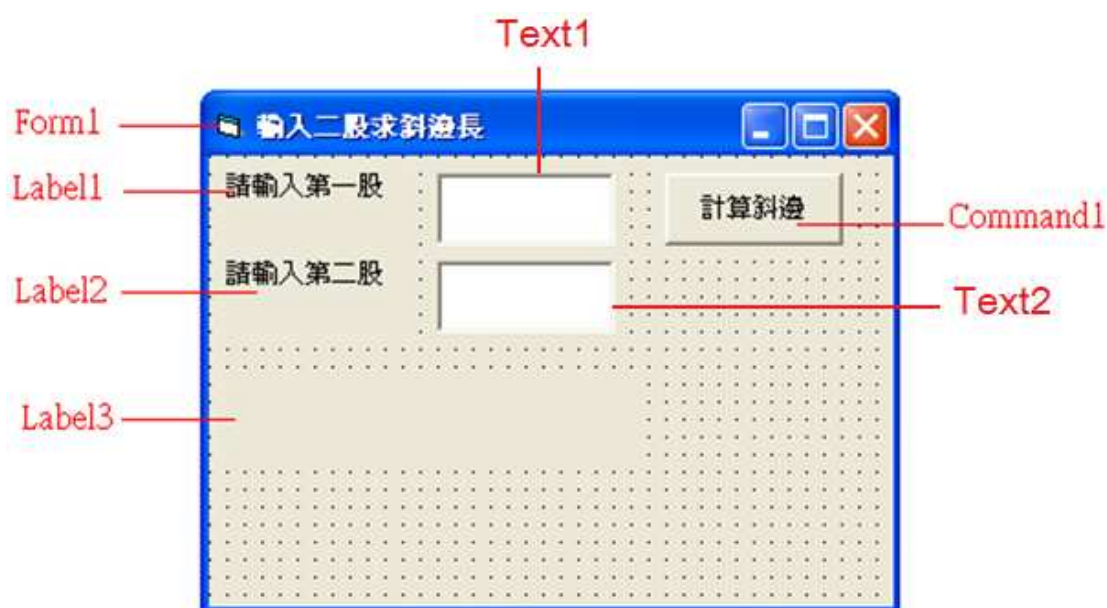 Text1
Form1
輸入二股求斜邊長
Label1
請輸入第一股
計算斜邊
Command1
Label2
請輸入第二股
Text2
Label3